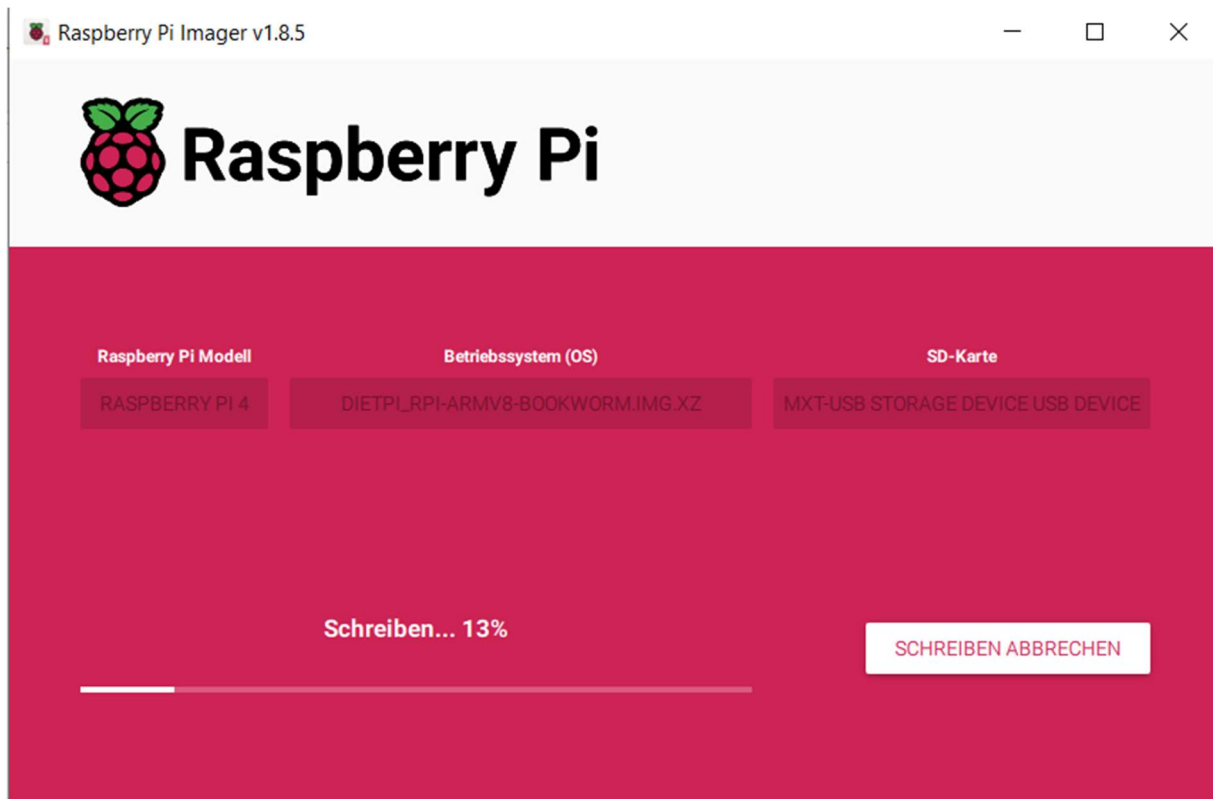 Raspberry Pi Imager v1.8.5
Raspberry Pi
Raspberry Pi Modell
Betriebssystem (OS)
SD-Karte
RASPBERRY PI 4
DIETPI_RPI-ARMV8-BOOKWORM.IMG.XZ
MXT-USB STORAGE DEVICE USB DEVICE
Schreiben... 13%
SCHREIBEN ABBRECHEN